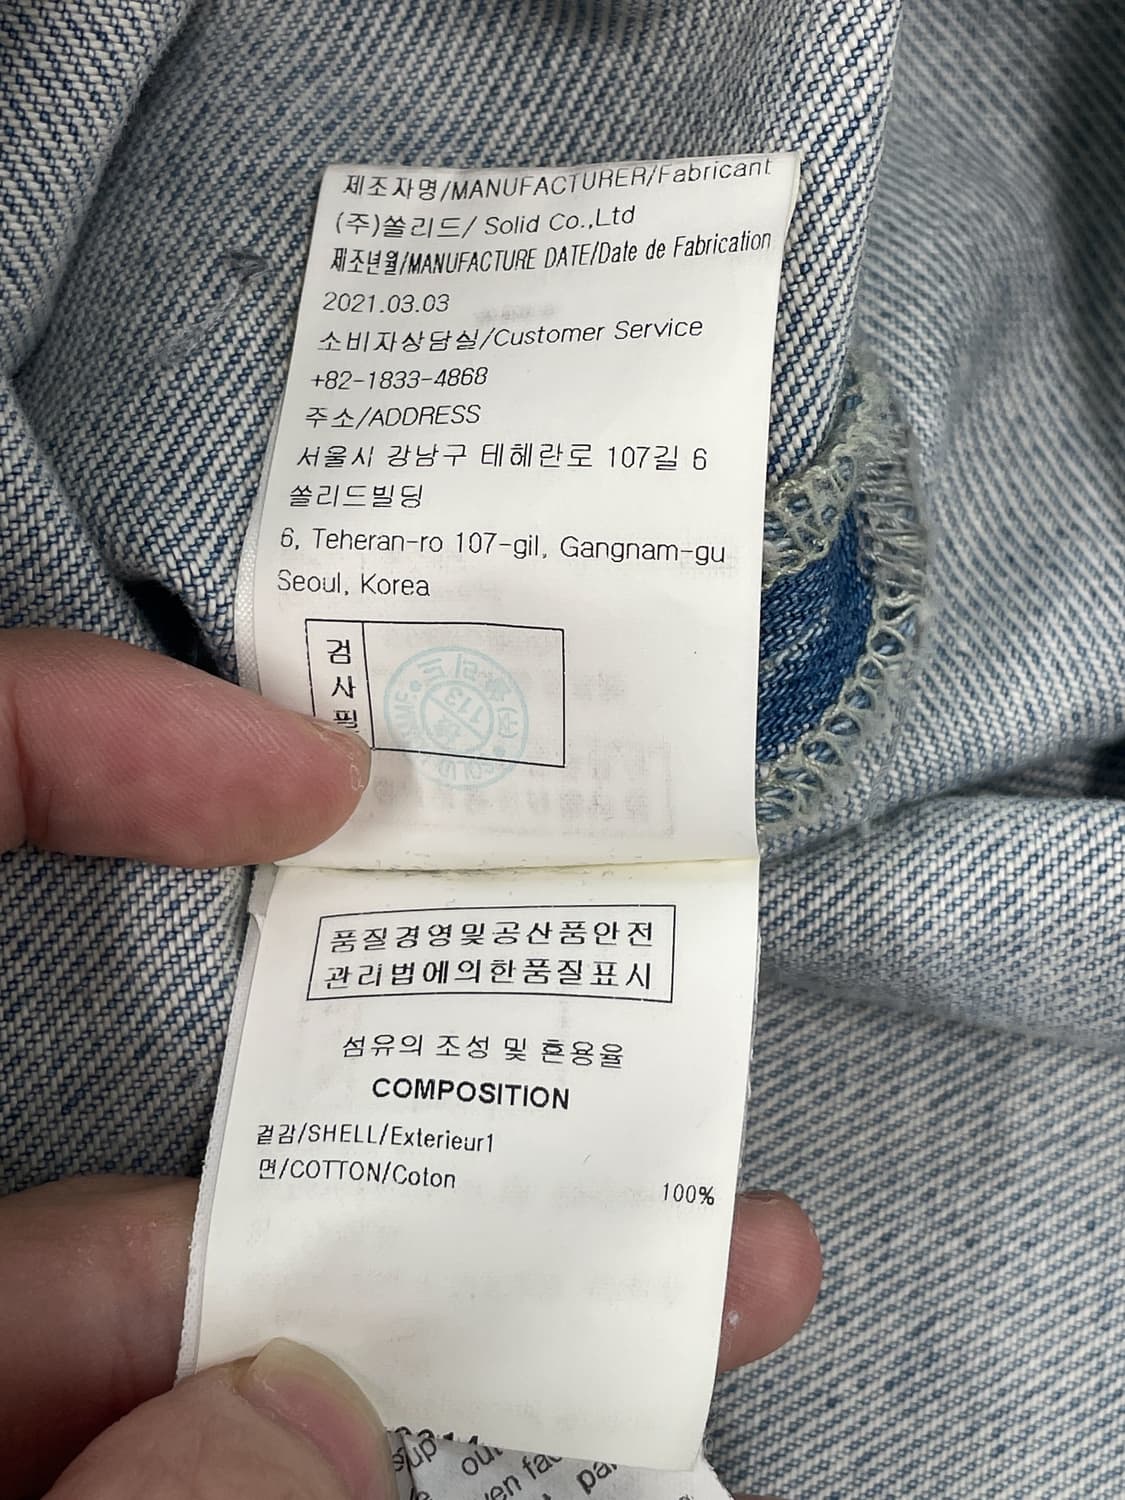 제조자명/MANUFACTURER/Fabricant
(주)쏠리드/ Solid Co.,Ltd
제조년월/MANUFACTURE DATE/Date de Fabrication
2021.03.03
소비자상담실/Customer Service
+82-1833-4868
주소/ADDRESS
서울시 강남구 테헤란로 107길 6
쏠리드빌딩
6, Teheran-ro 107-gil, Gangnam-gu
Seoul, Korea
검
사
필
113
품질경영및공산품안전
관리법에의한품질표시
섬유의 조성 및 혼용율
COMPOSITION
겉감/SHELL/Exterieur1
면/COTTON/Coton
100%